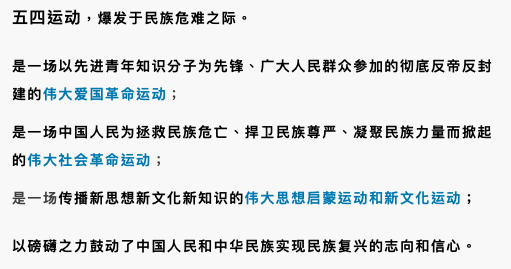 五四运动，爆发于民族危难之际。
是一场以先进青年知识分子为先锋、广大人民群众参加的彻底反帝反封
建的伟大爱国革命运动；
是一场中国人民为拯救民族危亡、捍卫民族尊严、凝聚民族力量而掀起
的伟大社会革命运动；
是一场传播新思想新文化新知识的伟大思想启蒙运动和新文化运动；
以磅礴之力鼓动了中国人民和中华民族实现民族复兴的志向和信心。